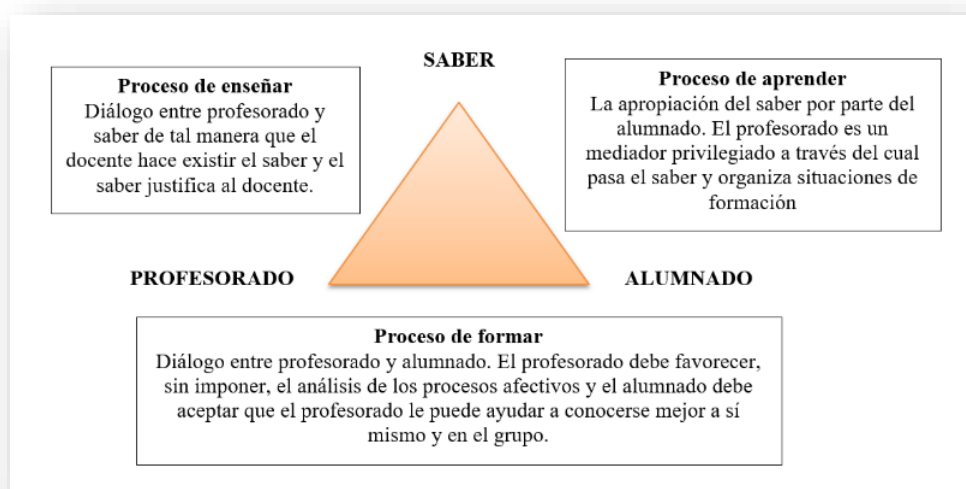 SABER
Proceso de enseñar
Diálogo entre profesorado y
saber de tal manera que el
docente hace existir el saber y el
saber justifica al docente.
Proceso de aprender
La apropiación del saber por parte del
alumnado. El profesorado es un
mediador privilegiado a través del cual
pasa el saber y organiza situaciones de
formación
PROFESORADO
ALUMNADO
Proceso de formar
Diálogo entre profesorado y alumnado. El profesorado debe favorecer,
sin imponer, el análisis de los procesos afectivos y el alumnado debe
aceptar que el profesorado le puede ayudar a conocerse mejor a sí
mismo y en el grupo.